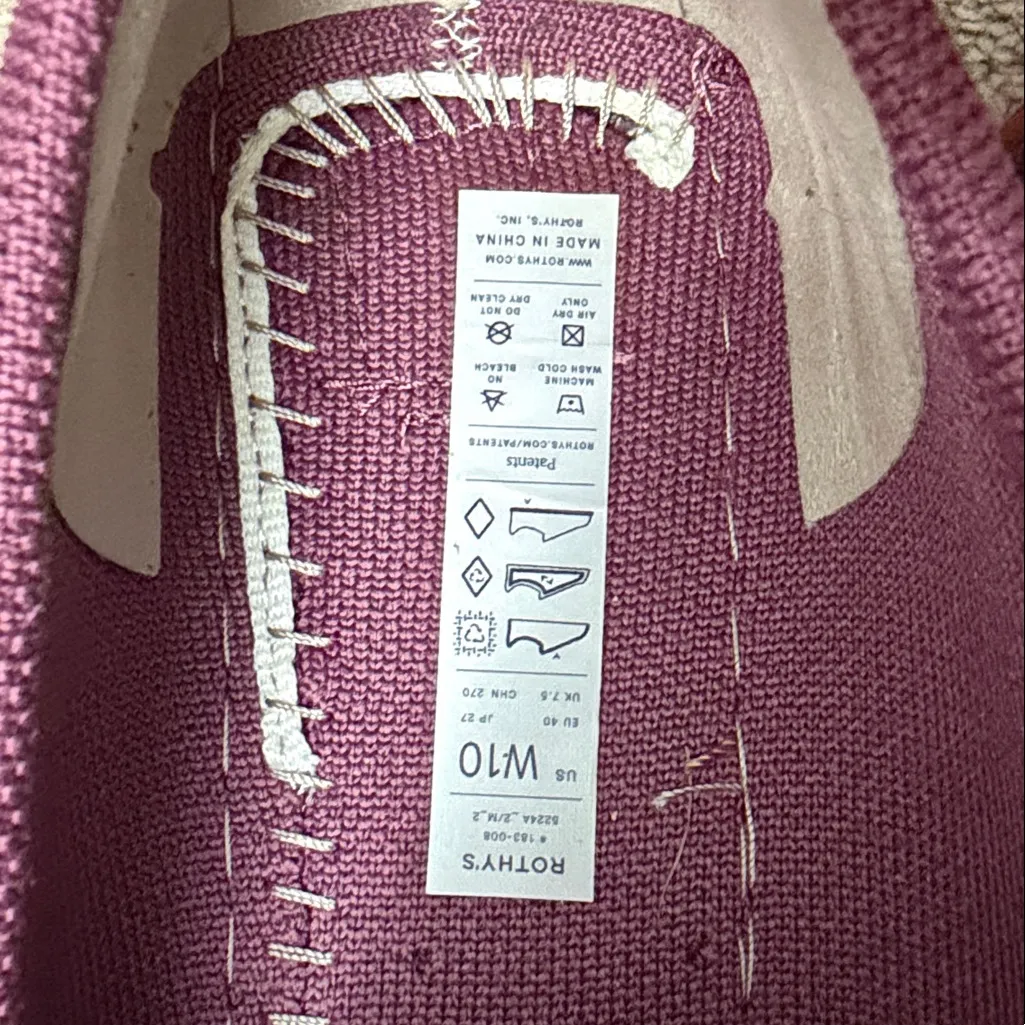 ROTHY'S
# 183-008
5224A_2/M_2
US W10
EU 40 JP 27
UK 7.5 CHN 270
Patents
ROTHYS.COM/PATENTS
MACHINE WASH COLD
NO BLEACH
AIR DRY ONLY
DO NOT DRY CLEAN
WWW.ROTHYS.COM
MADE IN CHINA
ROTHY'S, INC.